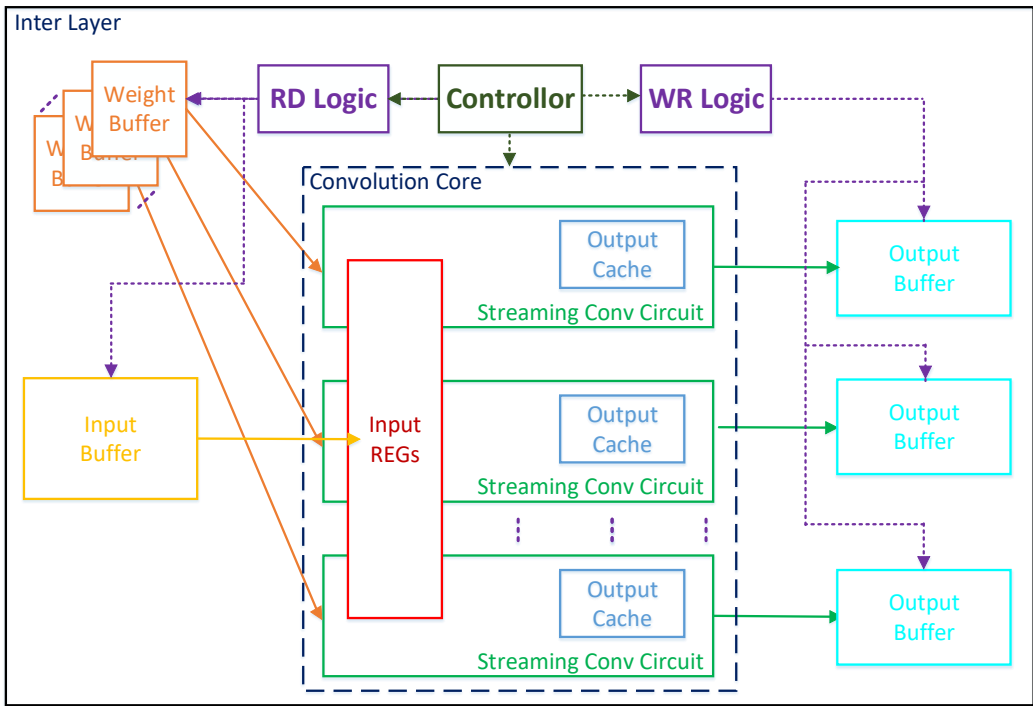 Inter Layer
Weight
Buffer
W
Buffer
W
B
RD Logic
Controllor
WR Logic
Convolution Core
Output
Cache
Streaming Conv Circuit
Output
Buffer
Input
Buffer
Input
REGs
Output
Cache
Streaming Conv Circuit
Output
Buffer
Output
Cache
Streaming Conv Circuit
Output
Buffer